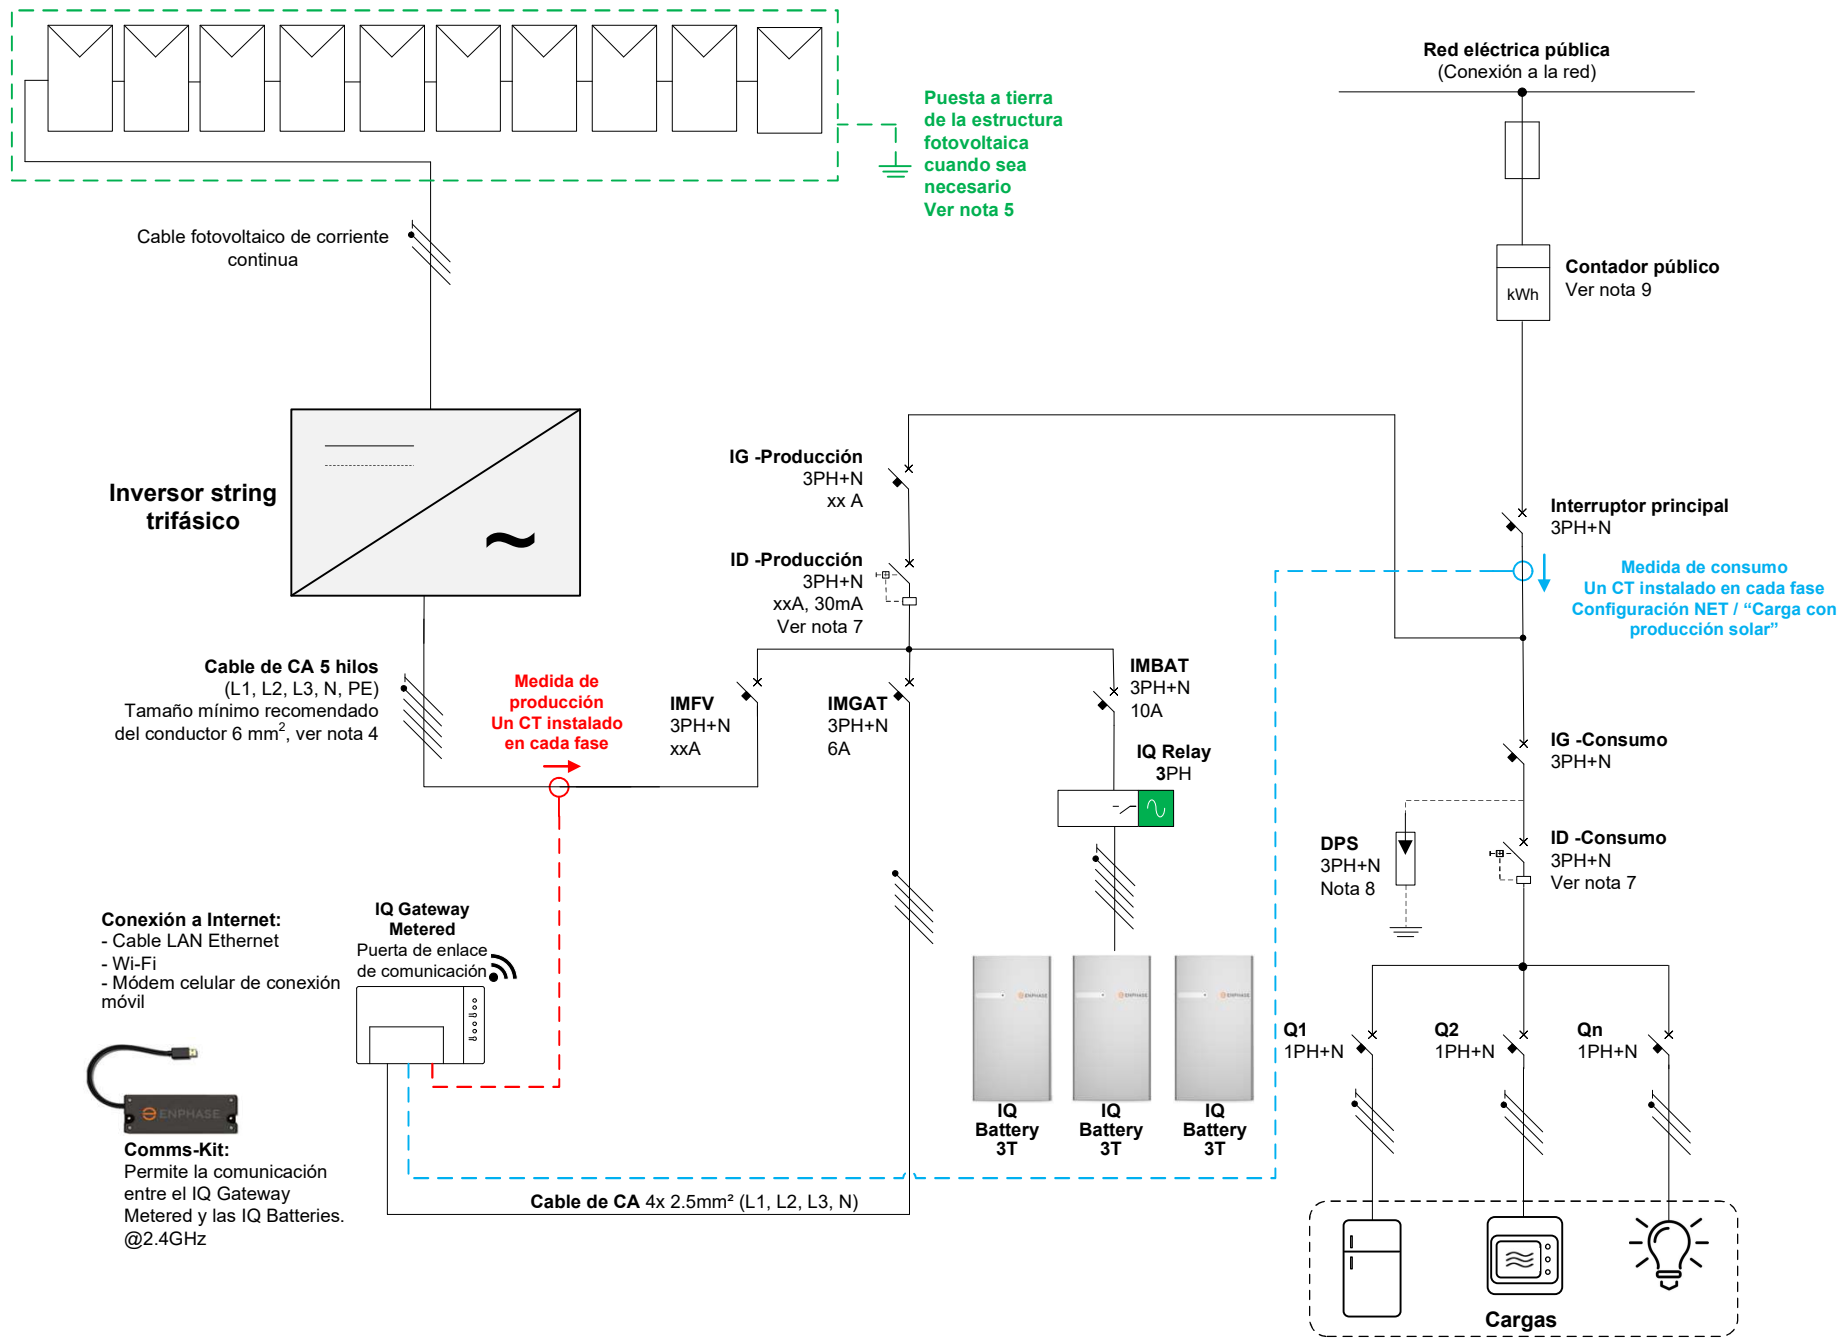 Red eléctrica pública
(Conexión a la red)
Puesta a tierra
de la estructura
fotovoltaica
cuando sea
necesario
Ver nota 5
Cable fotovoltaico de corriente
continua
Contador público
Ver nota 9
kWh
Inversor string
trifásico
IG -Producción
3PH+N
xx A
Interruptor principal
3PH+N
ID -Producción
3PH+N
xxA, 30mA
Ver nota 7
Medida de consumo
Un CT instalado en cada fase
Configuración NET / “Carga con
producción solar”
Cable de CA 5 hilos
(L1, L2, L3, N, PE)
Tamaño mínimo recomendado
del conductor 6 mm², ver nota 4
Medida de
producción
Un CT instalado
en cada fase
IMFV
3PH+N
xxA
IMGAT
3PH+N
6A
IMBAT
3PH+N
10A
IQ Relay
3PH
IG -Consumo
3PH+N
DPS
3PH+N
Nota 8
ID -Consumo
3PH+N
Ver nota 7
Conexión a Internet:
- Cable LAN Ethernet
- Wi-Fi
- Módem celular de conexión
móvil
IQ Gateway
Metered
Puerta de enlace
de comunicación
ENPHASE
ENPHASE
ENPHASE
ENPHASE
Q1
1PH+N
Q2
1PH+N
Qn
1PH+N
IQ
Battery
3T
IQ
Battery
3T
IQ
Battery
3T
Comms-Kit:
Permite la comunicación
entre el IQ Gateway
Metered y las IQ Batteries.
@2.4GHz
Cable de CA 4x 2.5mm² (L1, L2, L3, N)
Cargas